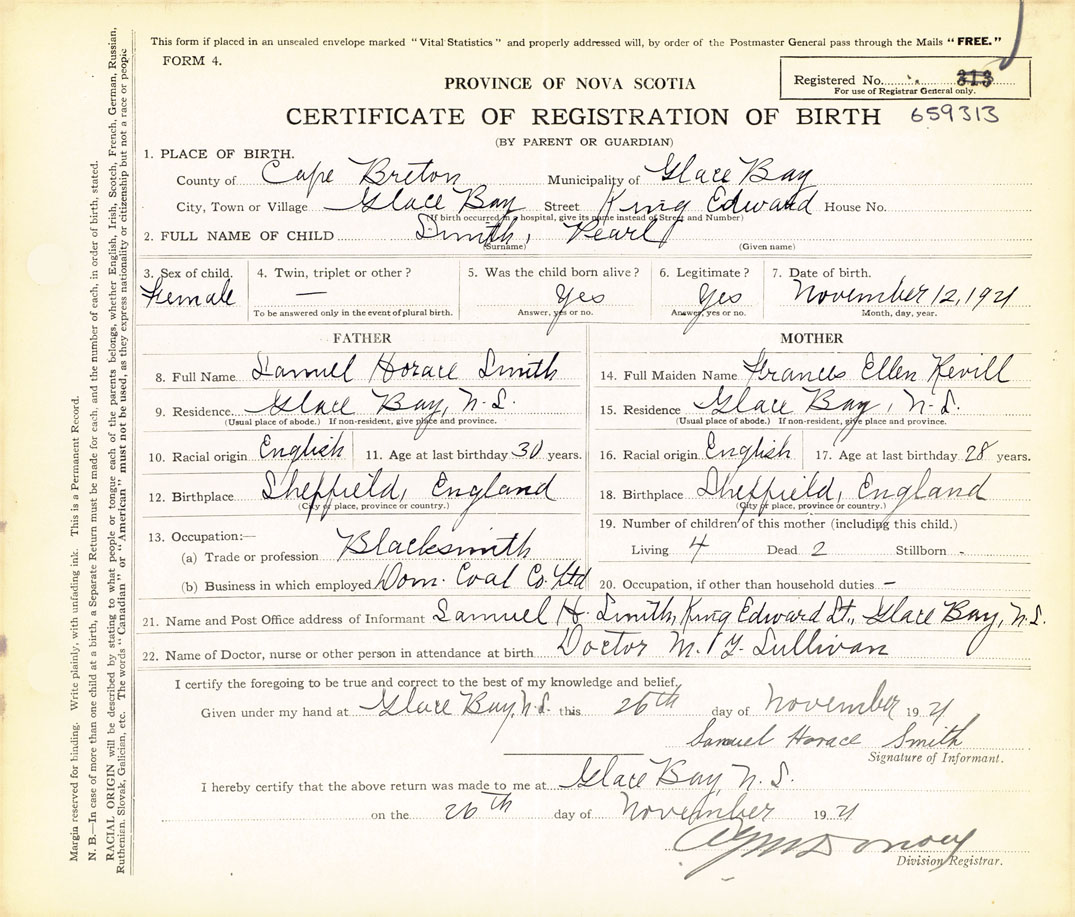 This form if placed in an unsealed envelope marked "Vital Statistics" and properly addressed will, by order of the Postmaster General pass through the Mails "FREE."
FORM 4.
Registered No. 313
For use of Registrar General only.
PROVINCE OF NOVA SCOTIA
CERTIFICATE OF REGISTRATION OF BIRTH 659313
(BY PARENT OR GUARDIAN)
1. PLACE OF BIRTH.
County of Cape Breton Municipality of Glace Bay
City, Town or Village Glace Bay Street King Edward House No.
(If birth occurred in a hospital, give its name instead of Street and Number)
2. FULL NAME OF CHILD Smith, Pearl
(Surname) (Given name)
3. Sex of child. Female
4. Twin, triplet or other? —
To be answered only in the event of plural birth.
5. Was the child born alive? Yes
Answer, yes or no.
6. Legitimate? Yes
Answer, yes or no.
7. Date of birth. November 12, 1921
Month, day, year.
FATHER
8. Full Name Samuel Horace Smith
9. Residence Glace Bay, N.S.
(Usual place of abode.) If non-resident, give place and province.
10. Racial origin English 11. Age at last birthday 30 years.
12. Birthplace Sheffield, England
(City or place, province or country.)
13. Occupation:—
(a) Trade or profession Blacksmith
(b) Business in which employed Dom. Coal Co. Ltd
MOTHER
14. Full Maiden Name Frances Ellen Kevill
15. Residence Glace Bay, N.S.
(Usual place of abode.) If non-resident, give place and province.
16. Racial origin English 17. Age at last birthday 28 years.
18. Birthplace Sheffield, England
(City or place, province or country.)
19. Number of children of this mother (including this child.)
Living 4 Dead 2 Stillborn -
20. Occupation, if other than household duties. —
21. Name and Post Office address of Informant Samuel H. Smith, King Edward St., Glace Bay, N.S.
22. Name of Doctor, nurse or other person in attendance at birth Doctor M. T. Sullivan
I certify the foregoing to be true and correct to the best of my knowledge and belief.
Given under my hand at Glace Bay, N.S. this 26th day of November 1921
Samuel Horace Smith
Signature of Informant.
I hereby certify that the above return was made to me at Glace Bay, N.S.
on the 26th day of November 1921
Division Registrar.
Margin reserved for binding. Write plainly, with unfading ink. This is a Permanent Record.
N. B.—In case of more than one child at a birth, a Separate Return must be made for each, and the number of each, in order of birth, stated.
RACIAL ORIGIN will be described by stating to what people or tongue each of the parents belongs, whether English, Irish, Scotch, French, German, Russian,
Ruthenian, Slovak, Galician, etc. The words "Canadian" or "American" must not be used, as they express nationality or citizenship but not a race or people